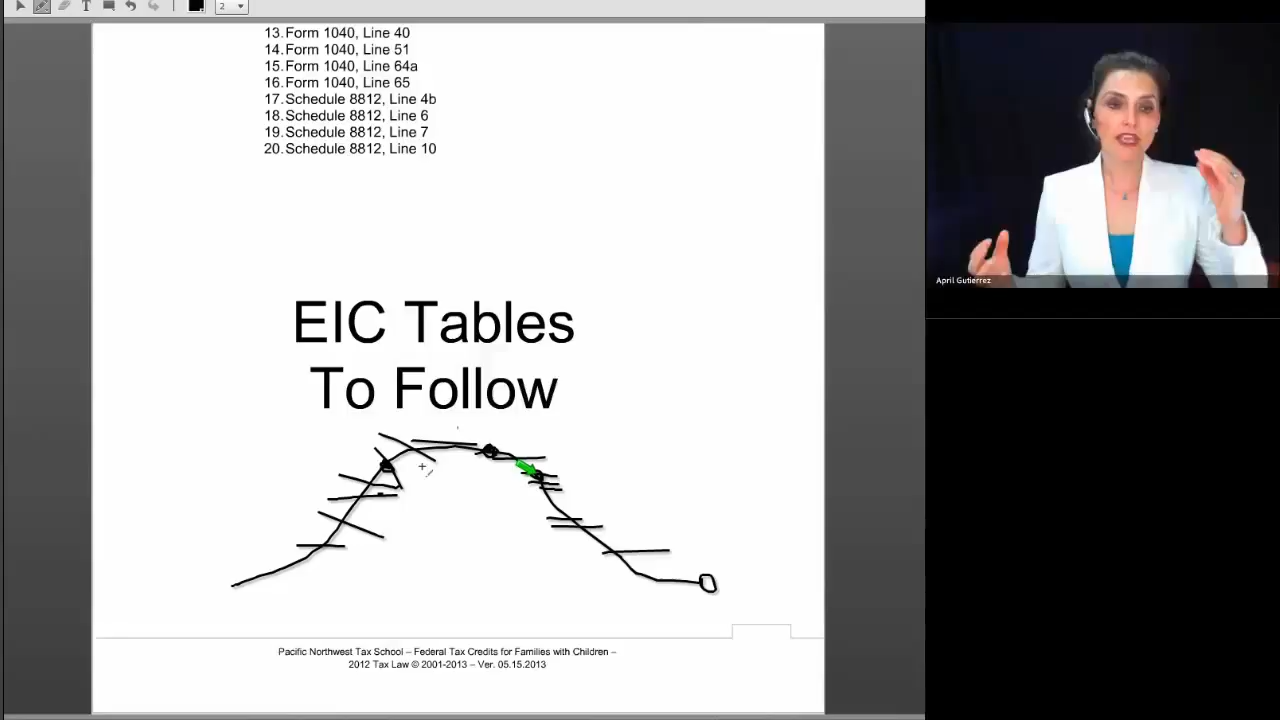 T
2
13. Form 1040, Line 40
14. Form 1040, Line 51
15. Form 1040, Line 64a
16. Form 1040, Line 65
17. Schedule 8812, Line 4b
18. Schedule 8812, Line 6
19. Schedule 8812, Line 7
20. Schedule 8812, Line 10
April Gutierrez
EIC Tables
To Follow
Pacific Northwest Tax School – Federal Tax Credits for Families with Children –
2012 Tax Law © 2001-2013 – Ver. 05.15.2013